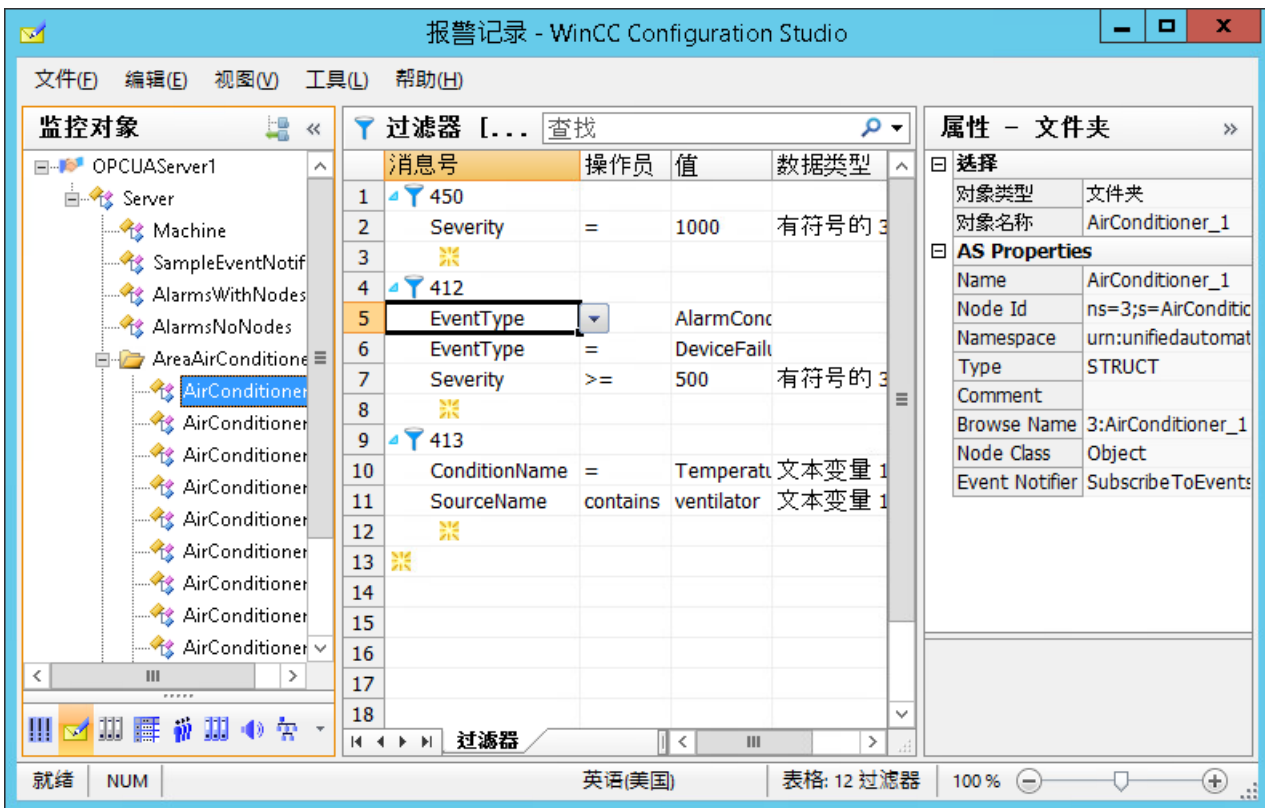 报警记录 - WinCC Configuration Studio
文件(F) 编辑(E) 视图(V) 工具(L) 帮助(H)
监控对象
OPCUAServer1
Server
Machine
SampleEventNotif
AlarmsWithNodes
AlarmsNoNodes
AreaAirConditione
AirConditioner
AirConditioner
AirConditioner
AirConditioner
AirConditioner
AirConditioner
AirConditioner
AirConditioner
AirConditioner
过滤器 [... 查找
消息号 操作员 值 数据类型
1 450
2 Severity = 1000 有符号的 3
3
4 412
5 EventType AlarmCond
6 EventType = DeviceFailu
7 Severity >= 500 有符号的 3
8
9 413
10 ConditionName = Temperatu 文本变量 1
11 SourceName contains ventilator 文本变量 1
12
13
14
15
16
17
18
过滤器
属性 - 文件夹
选择
对象类型 文件夹
对象名称 AirConditioner_1
AS Properties
Name AirConditioner_1
Node Id ns=3;s=AirConditic
Namespace urn:unifiedautomat
Type STRUCT
Comment
Browse Name 3:AirConditioner_1
Node Class Object
Event Notifier SubscribeToEvents
就绪 NUM 英语(美国) 表格: 12 过滤器 100 %